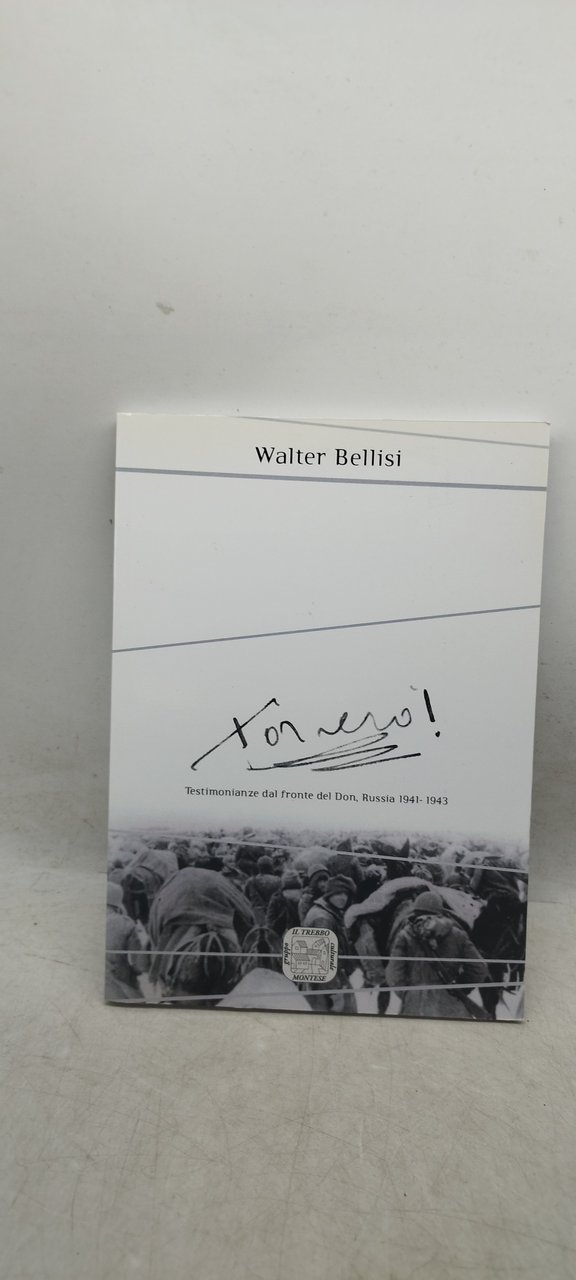 Walter Bellisi
Tornerò!
Testimonianze dal fronte del Don, Russia 1941-1943
IL TREBBO
gruppo
culturale
MONTESE